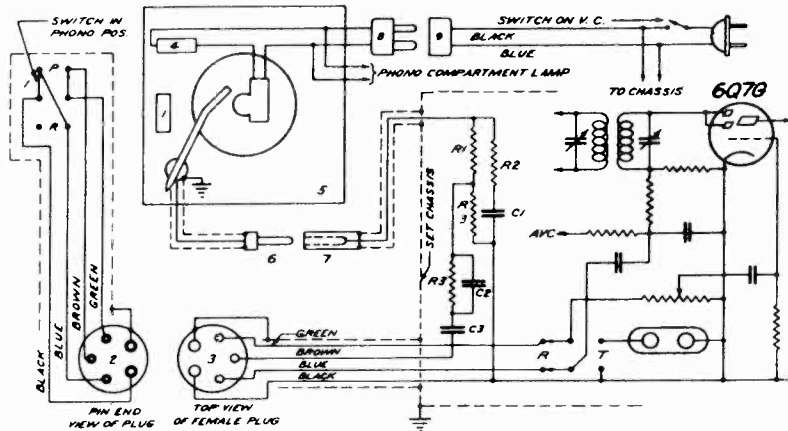 SWITCH IN
PHONO POS.
P
R
BLACK
BLUE
BROWN
GREEN
2
PIN END
VIEW OF PLUG
4
1
5
6
7
8
9
SWITCH ON V.C.
BLACK
BLUE
PHONO COMPARTMENT LAMP
TO CHASSIS
6Q7G
SET CHASSIS
R1
R2
R
3
C1
R3
C2
C3
AVC
3
TOP VIEW
OF FEMALE PLUG
GREEN
BROWN
BLUE
BLACK
R
T